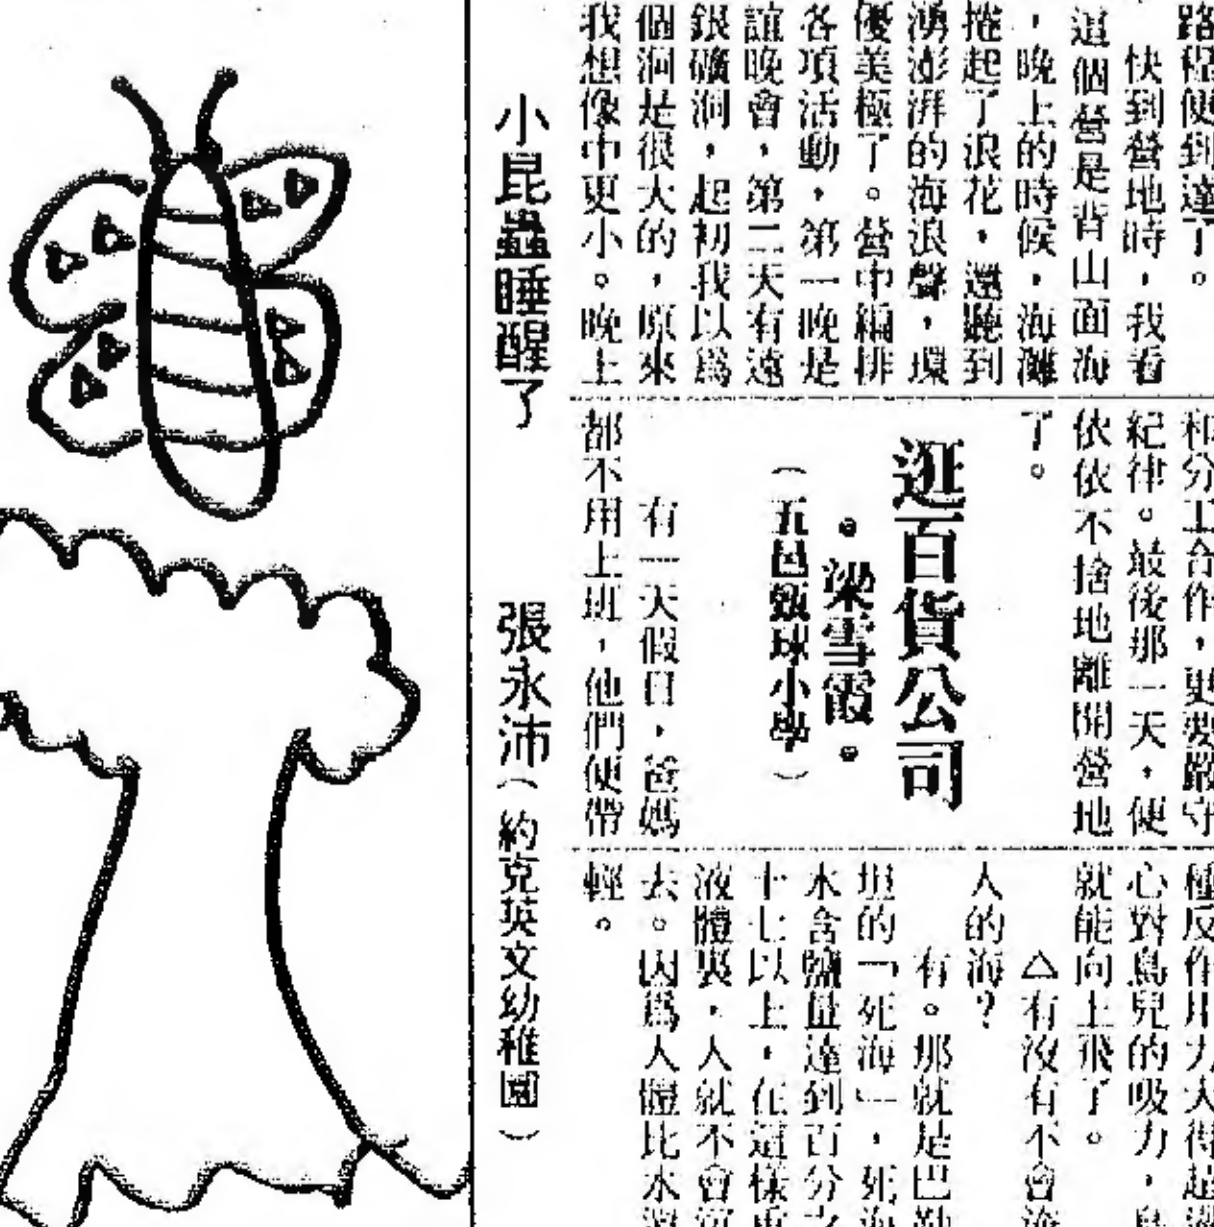 路程便到達了。
快到營地時，我看
這個營是背山面海
，晚上的時候，海灘
捲起了浪花，還聽到
湧澎湃的海浪聲，環
優美極了。營中編排
各項活動，第一晚是
誼晚會，第二天有遠
銀礦洞，起初我以爲
個洞是很大的，原來
我想像中更小。晚上
和分工合作，更要嚴守
紀律。最後那一天，便
依依不捨地離開營地
了。
逛百貨公司
。梁雪霞。
（五邑甄球小學）
有一天假日，爸媽
都不用上班，他們便帶
種反作用力大得超過
心對鳥兒的吸力，鳥
就能向上飛了。
△有沒有不會淹
人的海？
有。那就是巴勒
坦的「死海」，死海
水含鹽量達到百分之
十七以上，在這樣重
液體裏，人就不會沉
去。因爲人體比水還
輕。
小昆蟲睡醒了
張永沛（約克英文幼稚園）